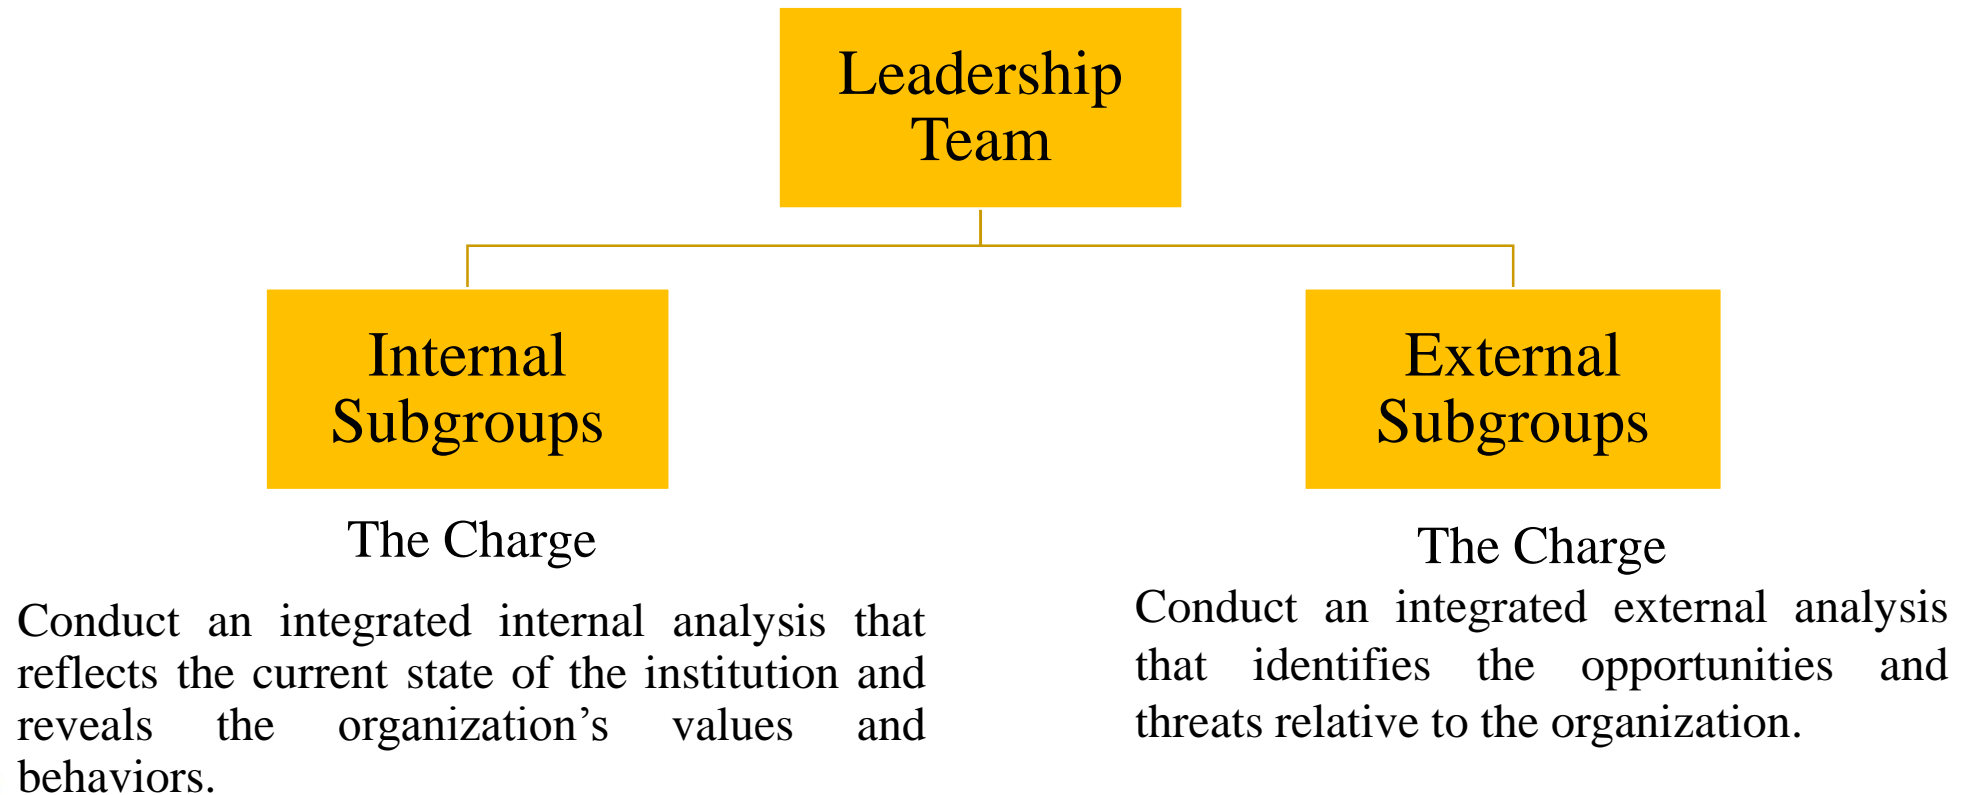 Leadership
Team
Internal
Subgroups
External
Subgroups
The Charge
Conduct an integrated internal analysis that
reflects the current state of the institution and
reveals the organization’s values and
behaviors.
The Charge
Conduct an integrated external analysis
that identifies the opportunities and
threats relative to the organization.